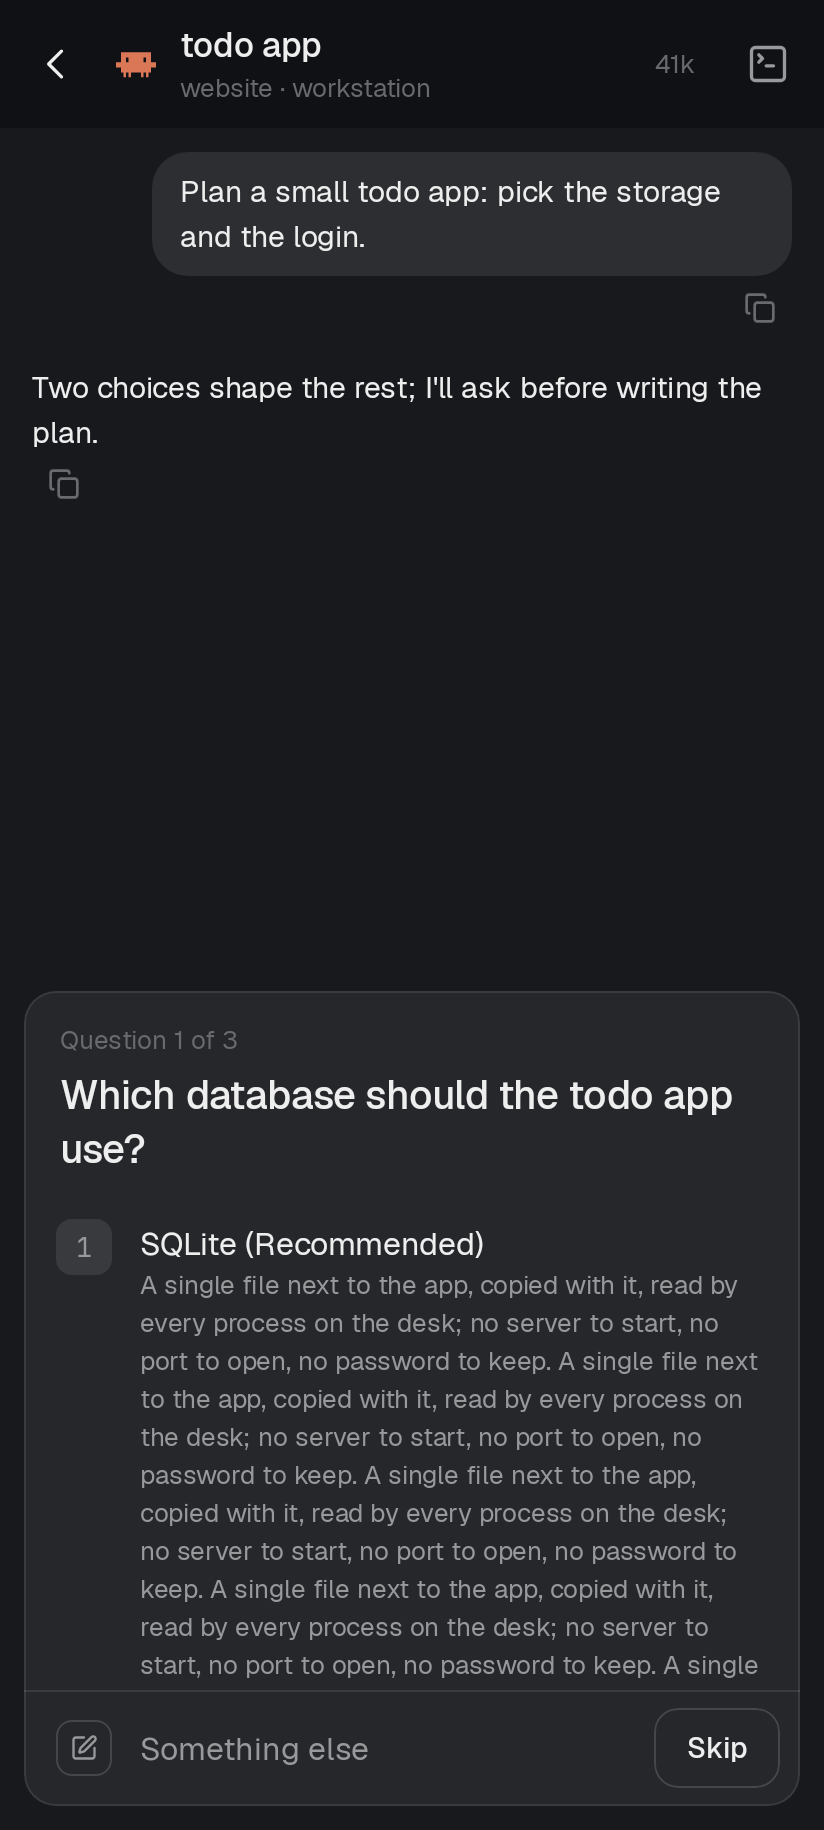 todo app
website · workstation
41k
Plan a small todo app: pick the storage
and the login.
Two choices shape the rest; I'll ask before writing the
plan.
Question 1 of 3
Which database should the todo app
use?
1
SQLite (Recommended)
A single file next to the app, copied with it, read by
every process on the desk; no server to start, no
port to open, no password to keep. A single file next
to the app, copied with it, read by every process on
the desk; no server to start, no port to open, no
password to keep. A single file next to the app,
copied with it, read by every process on the desk;
no server to start, no port to open, no password to
keep. A single file next to the app, copied with it,
read by every process on the desk; no server to
start, no port to open, no password to keep. A single
Something else
Skip